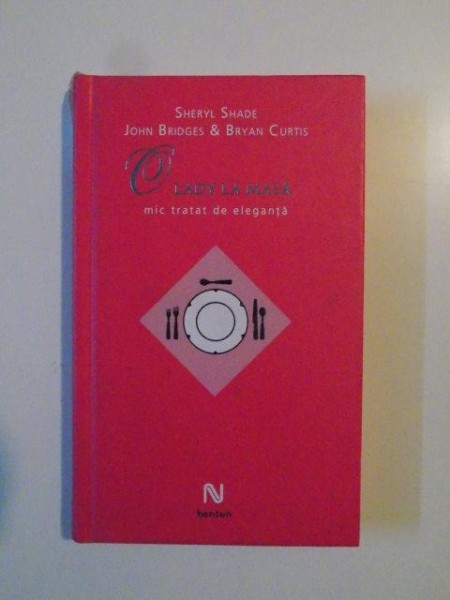 SHERYL SHADE
JOHN BRIDGES & BRYAN CURTIS
O LADY LA MASĂ
mic tratat de eleganță
N